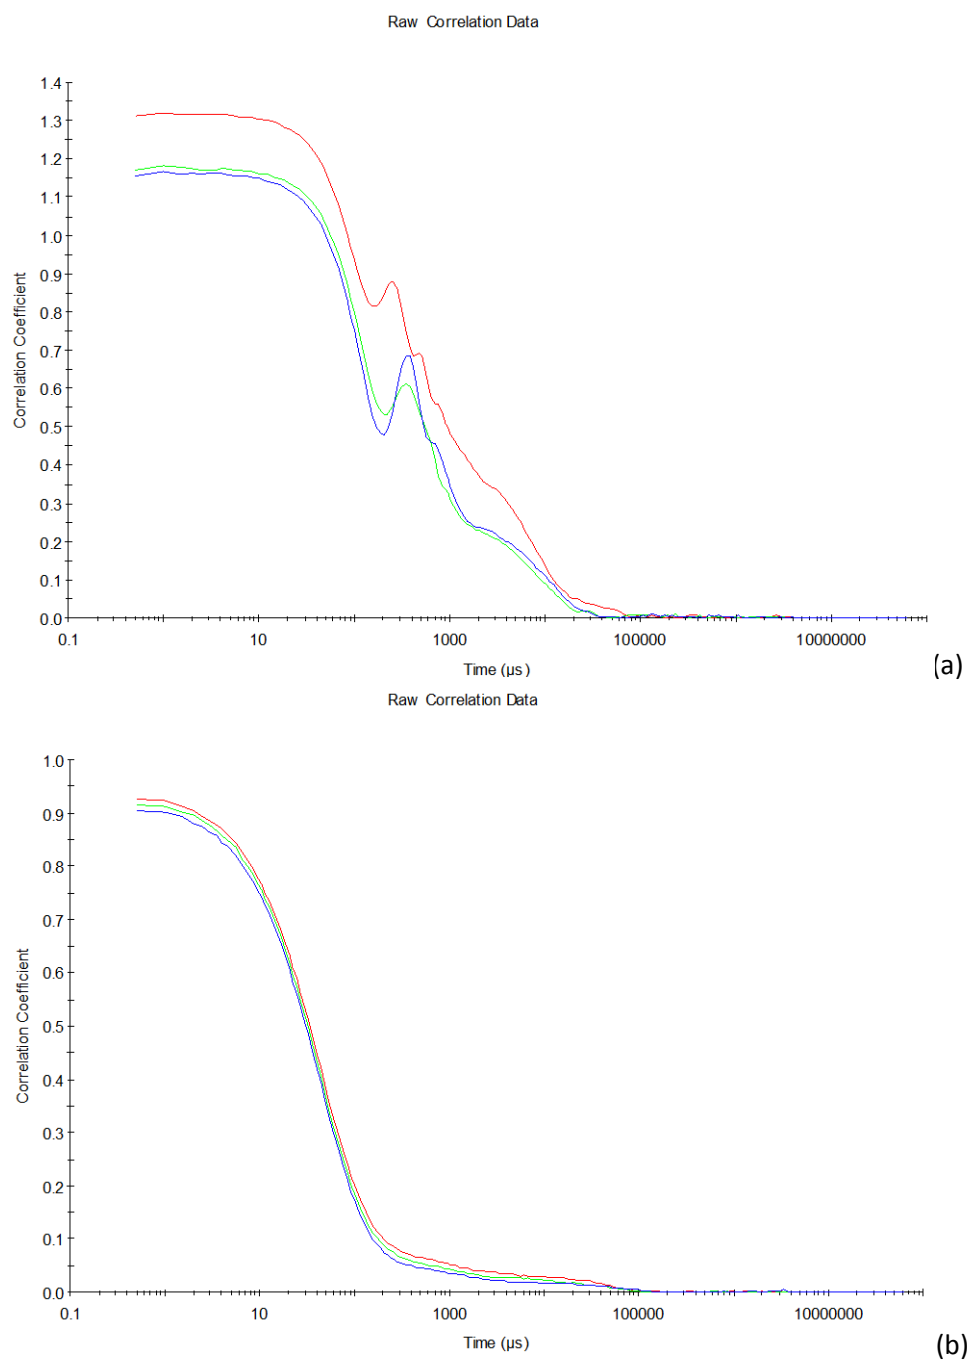 Raw Correlation Data
1.4
1.3
1.2
1.1
1.0
0.9
0.8
0.7
0.6
0.5
0.4
0.3
0.2
0.1
0.0
Correlation Coefficient
0.1 10 1000 100000 10000000
Time (µs)
(a)
Raw Correlation Data
1.0
0.9
0.8
0.7
0.6
0.5
0.4
0.3
0.2
0.1
0.0
Correlation Coefficient
0.1 10 1000 100000 10000000
Time (µs)
(b)